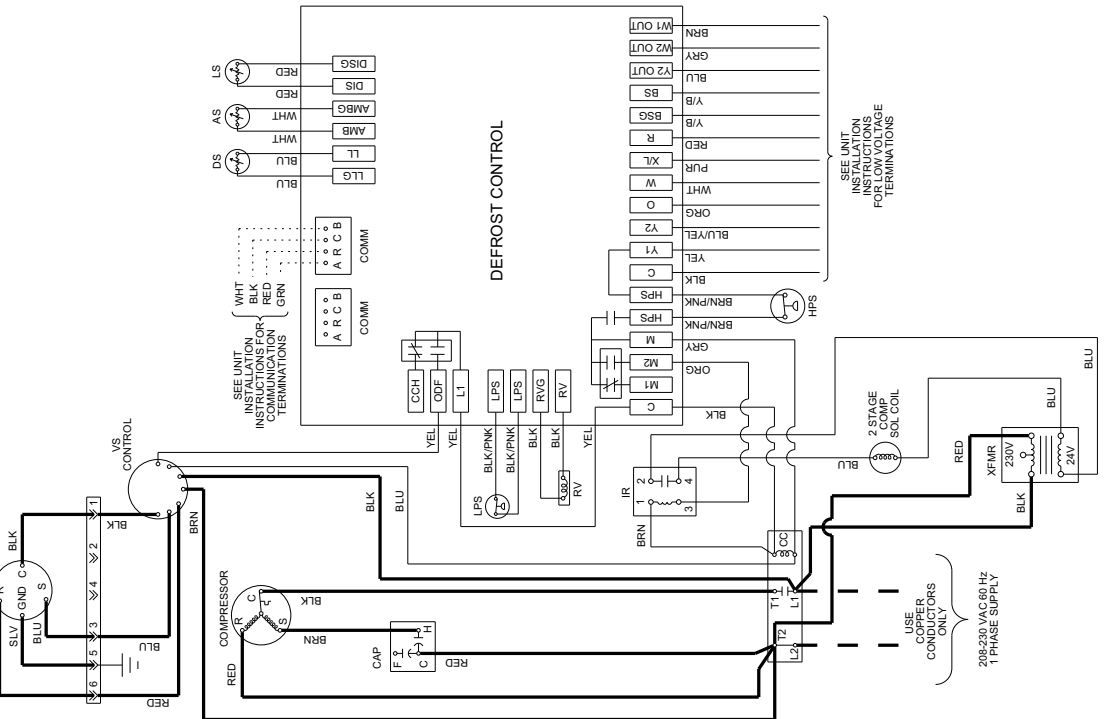 LS
AS
DS
RED
RED
WHT
WHT
BLU
BLU
DISG
DIS
AMBG
AMB
LL
LLG
DEFROST CONTROL
W1 OUT
W2 OUT
Y2 OUT
BS
BSG
R
X/L
W
O
Y2
Y1
C
HPS
HPS
M
M2
M1
C
BRN
GRY
BLU
Y/B
Y/B
RED
PUR
WHT
ORG
BLU/YEL
YEL
BLK
BRN/PNK
BRN/PNK
GRY
ORG
BLK
SEE UNIT
INSTALLATION
INSTRUCTIONS
FOR LOW VOLTAGE
TERMINATIONS
HPS
SEE UNIT
INSTALLATION
INSTRUCTIONS FOR
COMMUNICATION
TERMINATIONS
WHT
BLK
RED
GRN
A R C B
COMM
A R C B
COMM
CCH
ODF
L1
LPS
LPS
RVG
RV
YEL
YEL
BLK/PNK
BLK/PNK
BLK
BLK
YEL
LPS
RV
VS
CONTROL
BLK
BLU
BRN
1
2
4
3
5
6
BLK
BLU
RED
BLK
C
R
GND
S
SLV
BLU
COMPRESSOR
R
C
S
BLK
BRN
RED
CAP
F
C
H
RED
IR
2
4
1
3
BRN
CC
T1
L1
T2
L2
2 STAGE
COMP
SOL COIL
BLU
BLU
BLU
RED
BLK
XFMR
230V
24V
USE
COPPER
CONDUCTORS
ONLY
208-230 VAC 60 Hz
1 PHASE SUPPLY